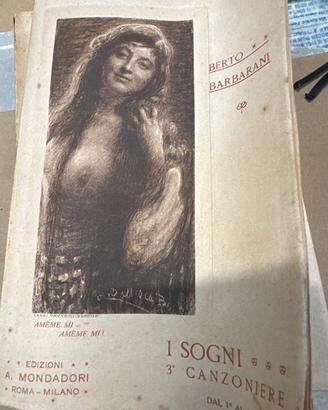 BERTO
BARBARANI
AMÈME MI -
AMÈME MI!
I SOGNI
3° CANZONIERE
DAL 1°
EDIZIONI
A. MONDADORI
ROMA - MILANO